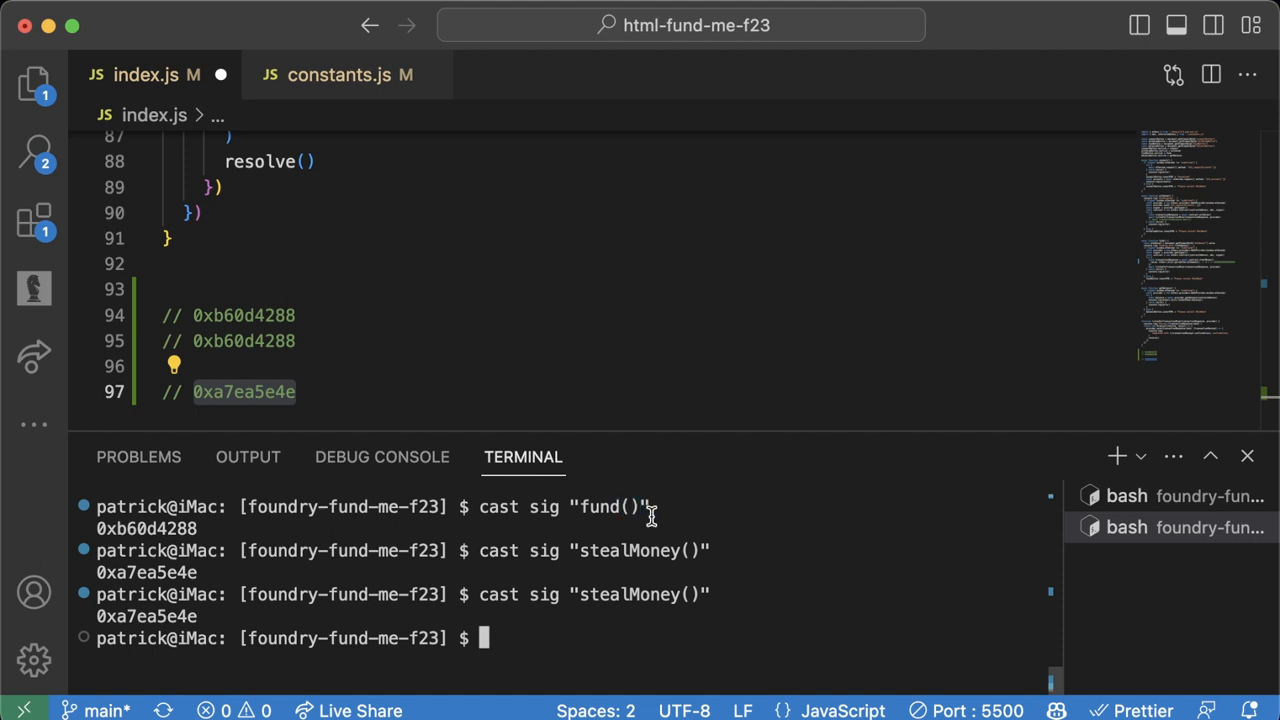 html-fund-me-f23
JS index.js M
JS constants.js M
JS index.js > ...
1
2
1
87 )
88 resolve()
89 })
90 })
91 }
92
93
94 // 0xb60d4288
95 // 0xb60d4288
96
97 // 0xa7ea5e4e
PROBLEMS OUTPUT DEBUG CONSOLE TERMINAL
patrick@iMac: [foundry-fund-me-f23] $ cast sig "fund()"
0xb60d4288
patrick@iMac: [foundry-fund-me-f23] $ cast sig "stealMoney()"
0xa7ea5e4e
patrick@iMac: [foundry-fund-me-f23] $ cast sig "stealMoney()"
0xa7ea5e4e
patrick@iMac: [foundry-fund-me-f23] $
bash foundry-fun...
bash foundry-fun...
main* 0 0 Live Share Spaces: 2 UTF-8 LF {} JavaScript Port : 5500 Prettier